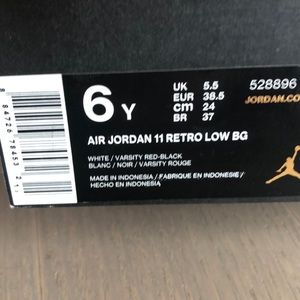 6 Y
UK 5.5
EUR 38.5
cm 24
BR 37
528896
JORDAN.CO
AIR JORDAN 11 RETRO LOW BG
WHITE / VARSITY RED-BLACK
BLANC / NOIR / VARSITY ROUGE
MADE IN INDONESIA / FABRIQUE EN INDONESIE /
HECHO EN INDONESIA